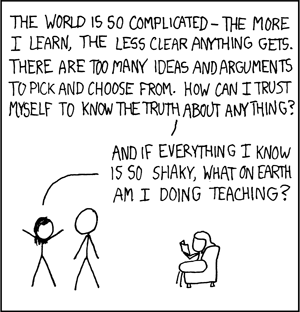 THE WORLD IS SO COMPLICATED – THE MORE
I LEARN, THE LESS CLEAR ANYTHING GETS.
THERE ARE TOO MANY IDEAS AND ARGUMENTS
TO PICK AND CHOOSE FROM. HOW CAN I TRUST
MYSELF TO KNOW THE TRUTH ABOUT ANYTHING?
AND IF EVERYTHING I KNOW
IS SO SHAKY, WHAT ON EARTH
AM I DOING TEACHING?